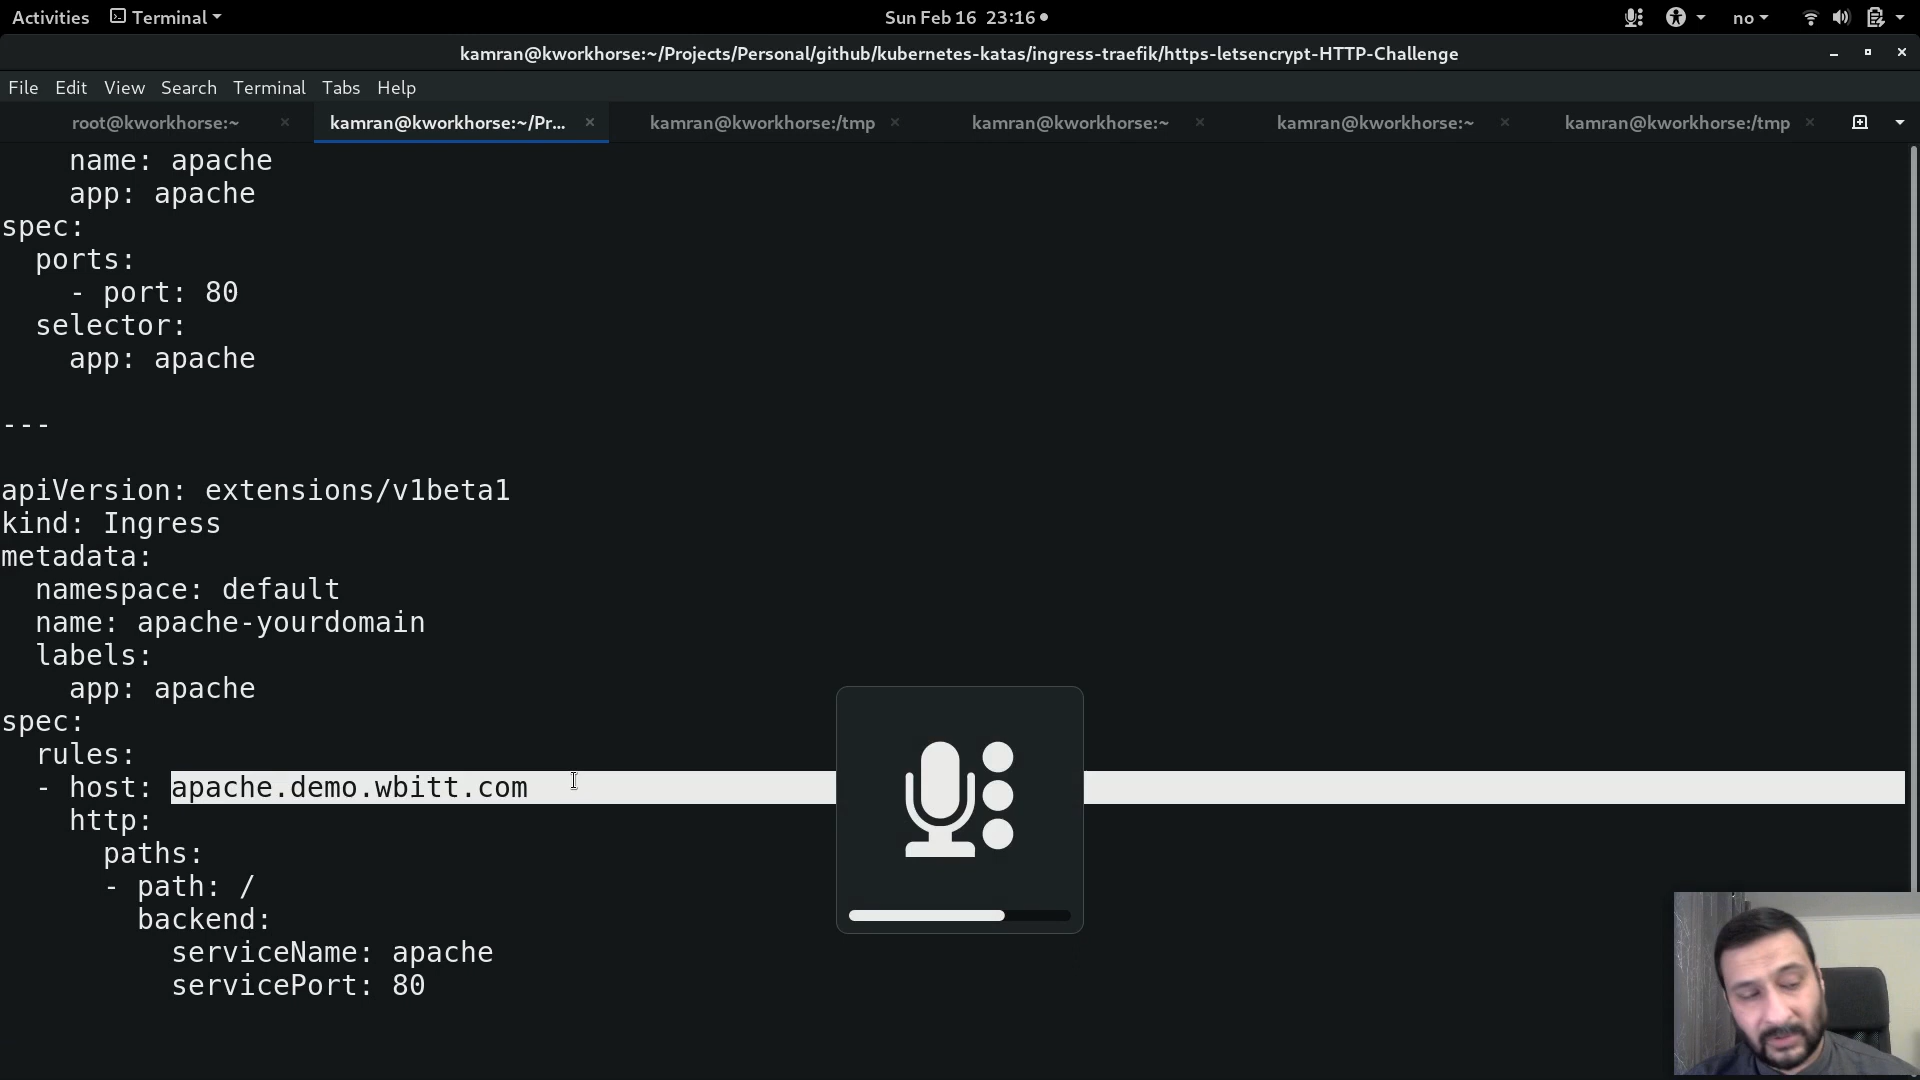 Activities Terminal Sun Feb 16 23:16 no
kamran@kworkhorse:~/Projects/Personal/github/kubernetes-katas/ingress-traefik/https-letsencrypt-HTTP-Challenge
File Edit View Search Terminal Tabs Help
root@kworkhorse:~ kamran@kworkhorse:~/Pr... kamran@kworkhorse:/tmp kamran@kworkhorse:~ kamran@kworkhorse:~ kamran@kworkhorse:/tmp
    name: apache
    app: apache
spec:
  ports:
    - port: 80
  selector:
    app: apache
---
apiVersion: extensions/v1beta1
kind: Ingress
metadata:
  namespace: default
  name: apache-yourdomain
  labels:
    app: apache
spec:
  rules:
  - host: apache.demo.wbitt.com
    http:
      paths:
      - path: /
        backend:
          serviceName: apache
          servicePort: 80